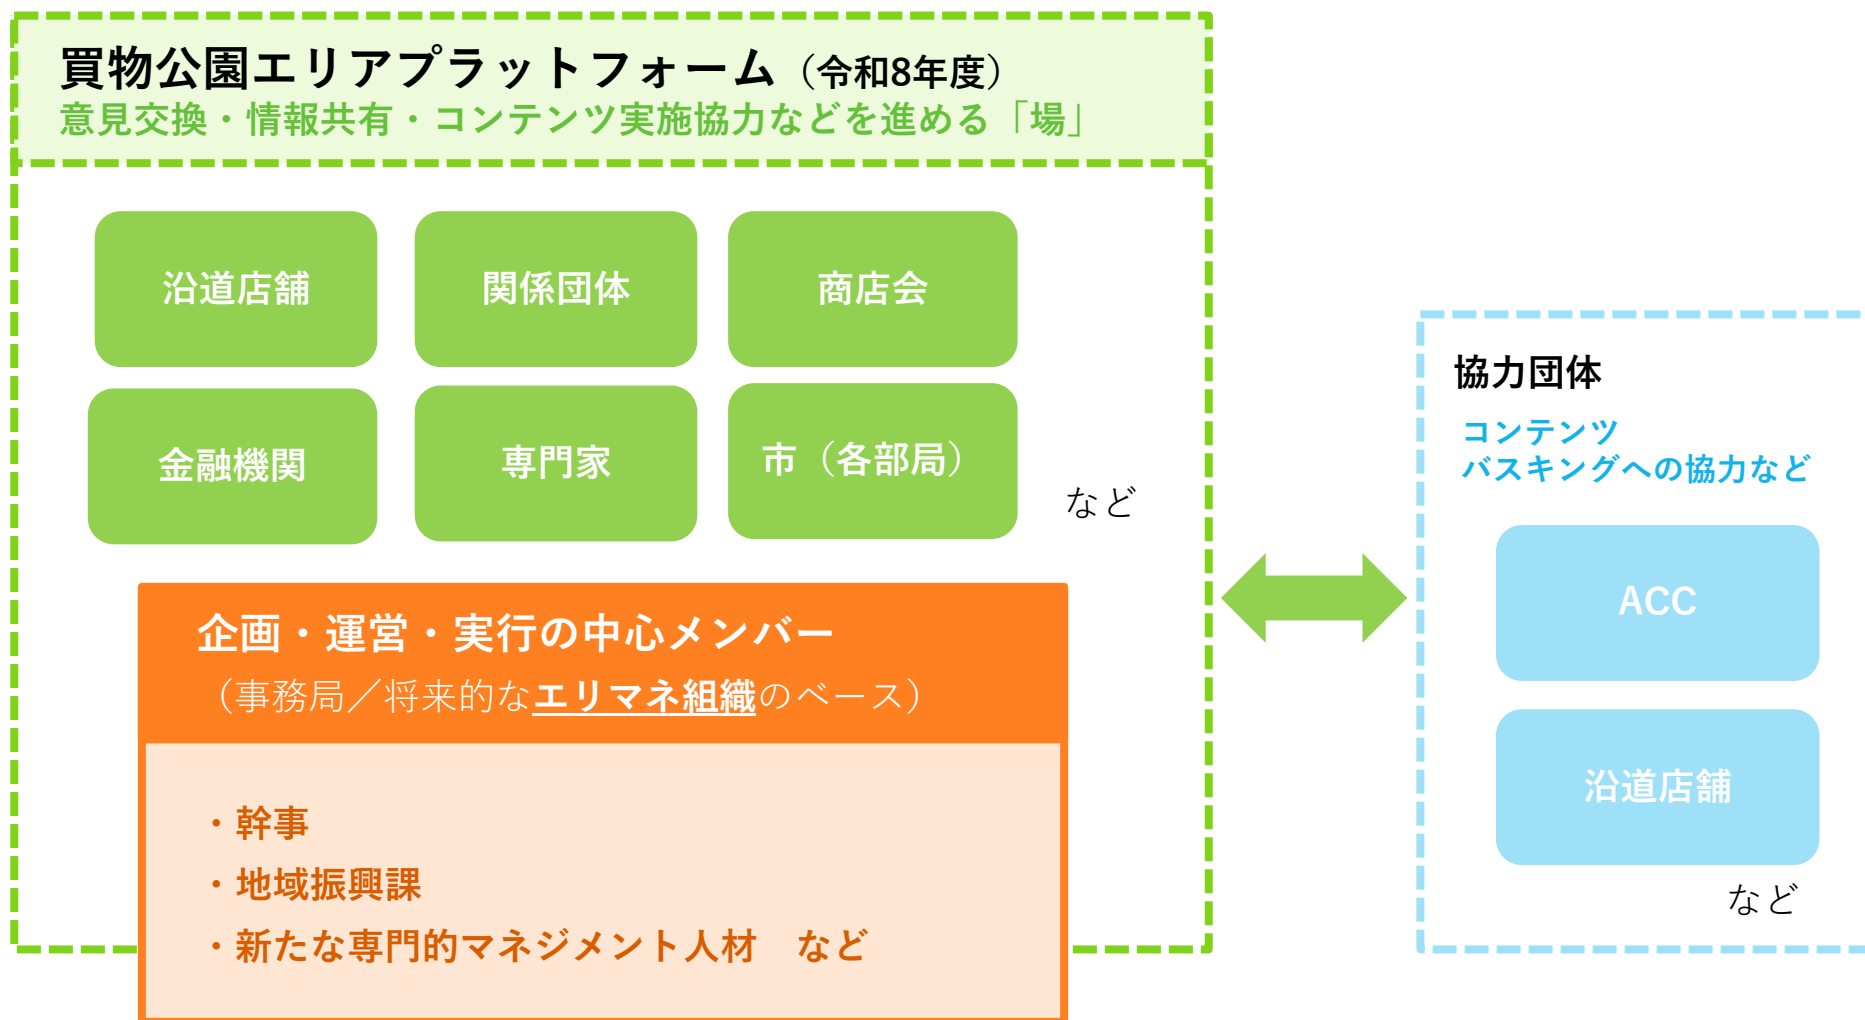 買物公園エリアプラットフォーム（令和8年度）
意見交換・情報共有・コンテンツ実施協力などを進める「場」
沿道店舗
関係団体
商店会
金融機関
専門家
市（各部局）
など
企画・運営・実行の中心メンバー
（事務局／将来的なエリマネ組織のベース）
・幹事
・地域振興課
・新たな専門的マネジメント人材　など
協力団体
コンテンツ
バスキングへの協力など
ACC
沿道店舗
など